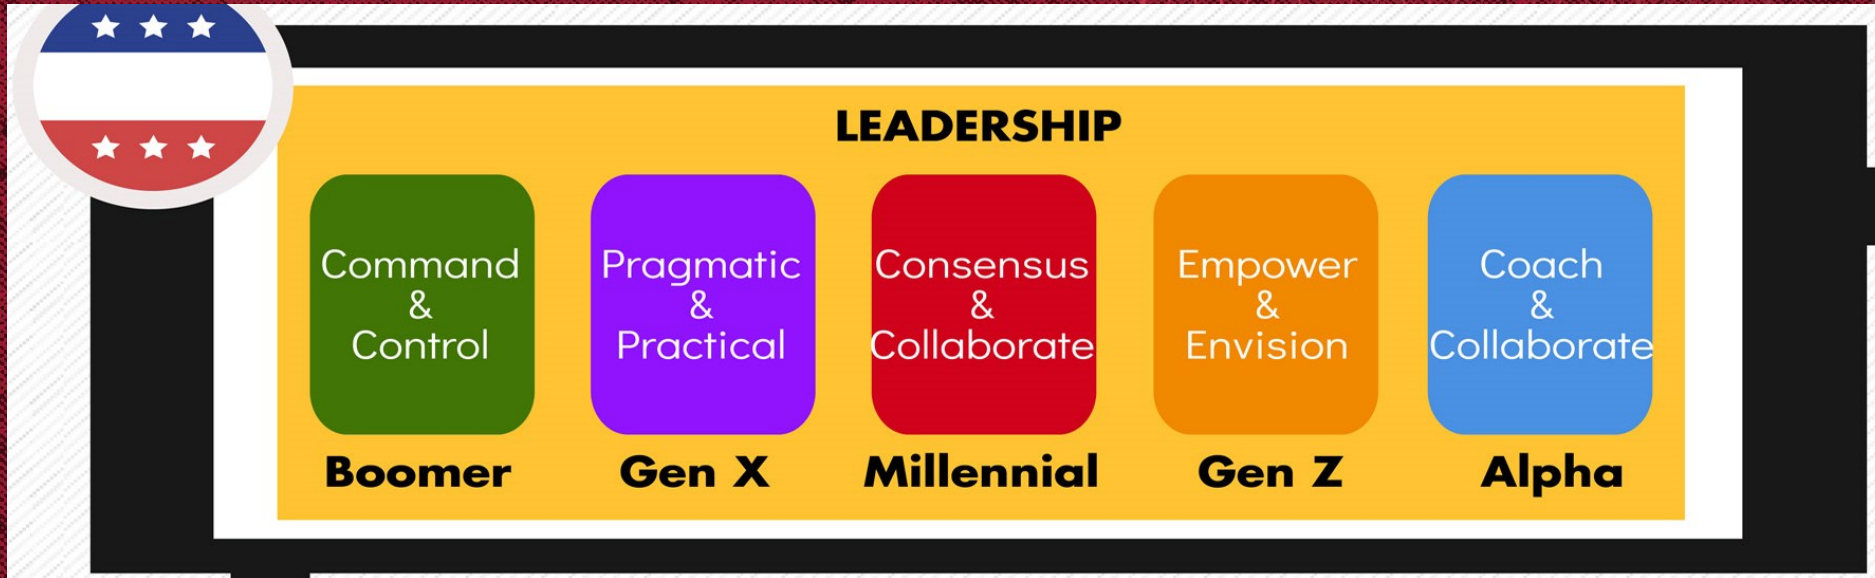 LEADERSHIP
Command
&
Control
Pragmatic
&
Practical
Consensus
&
Collaborate
Empower
&
Envision
Coach
&
Collaborate
Boomer
Gen X
Millennial
Gen Z
Alpha